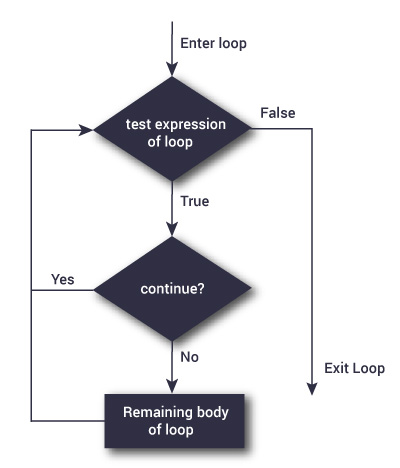 Enter loop
test expression
of loop
False
True
continue?
Yes
No
Exit Loop
Remaining body
of loop